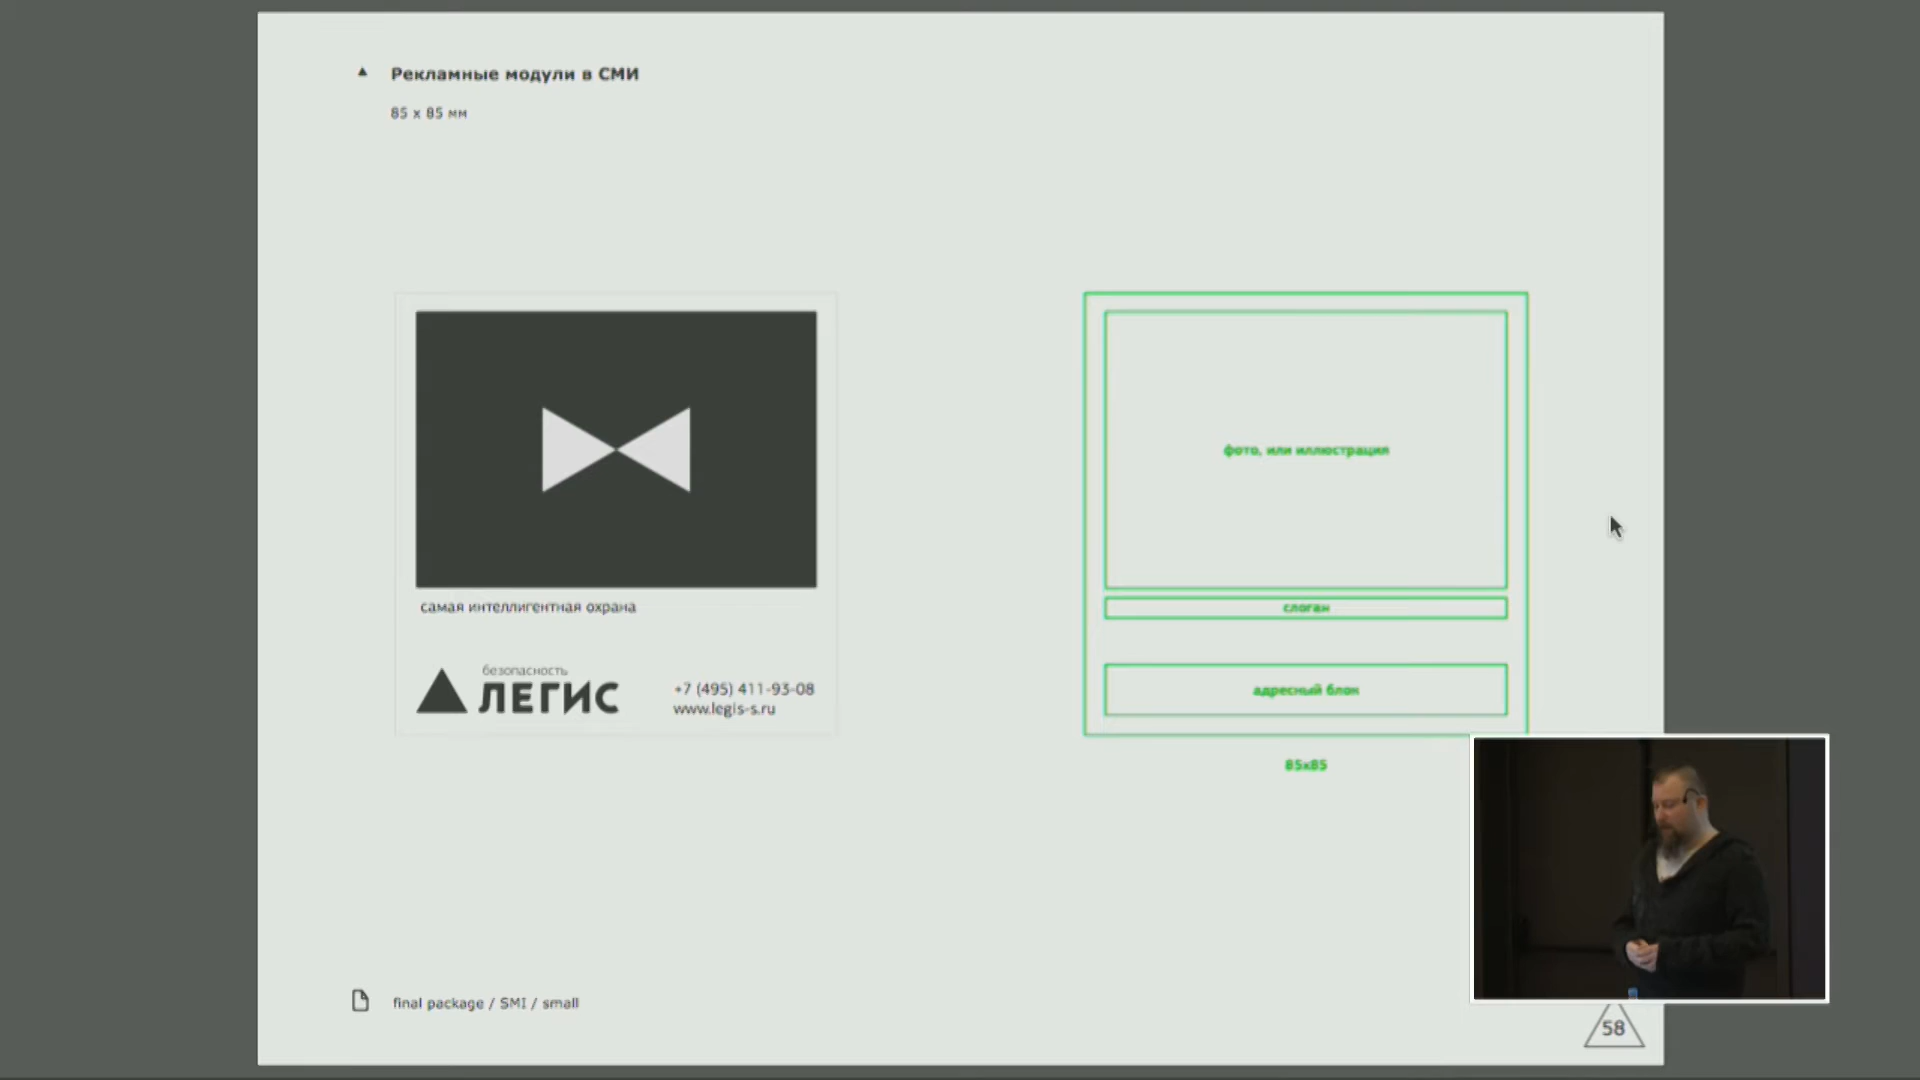 Рекламные модули в СМИ
85 х 85 мм
самая интеллигентная охрана
безопасность
ЛЕГИС
+7 (495) 411-93-08
www.legis-s.ru
фото, или иллюстрация
слоган
адресный блок
85х85
final package / SMI / small
58